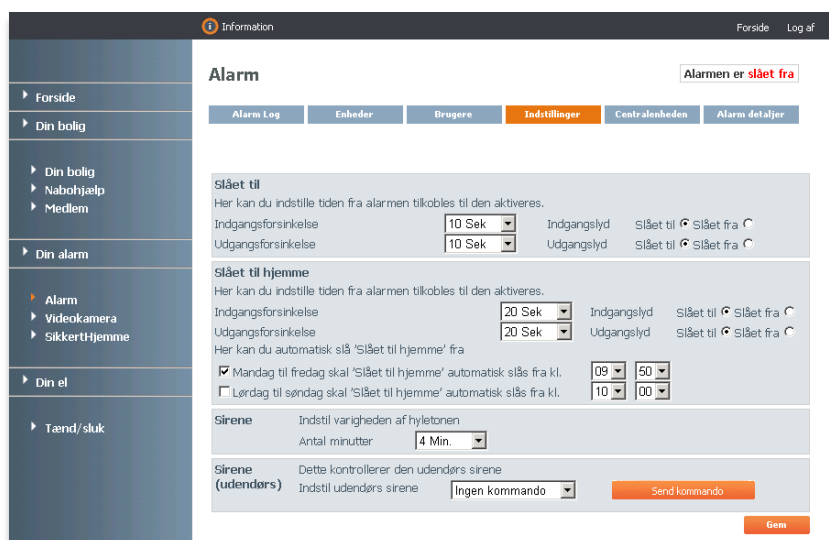 Information
Forside Log af
Alarm
Alarmen er slået fra
Forside
Din bolig
Din bolig
Nabohjælp
Medlem
Din alarm
Alarm
Videokamera
SikkertHjemme
Din el
Tænd/sluk
Alarm Log Enheder Brugere Indstillinger Centralenheden Alarm detaljer
Slået til
Her kan du indstille tiden fra alarmen tilkobles til den aktiveres.
Indgangsforsinkelse 10 Sek Indgangslyd Slået til Slået fra
Udgangsforsinkelse 10 Sek Udgangslyd Slået til Slået fra
Slået til hjemme
Her kan du indstille tiden fra alarmen tilkobles til den aktiveres.
Indgangsforsinkelse 20 Sek Indgangslyd Slået til Slået fra
Udgangsforsinkelse 20 Sek Udgangslyd Slået til Slået fra
Her kan du automatisk slå 'Slået til hjemme' fra
Mandag til fredag skal 'Slået til hjemme' automatisk slås fra kl. 09 50
Lørdag til søndag skal 'Slået til hjemme' automatisk slås fra kl. 10 00
Sirene Indstil varigheden af hyletonen
Antal minutter 4 Min.
Sirene Dette kontrollerer den udendørs sirene
(udendørs) Indstil udendørs sirene Ingen kommando Send kommando
Gem